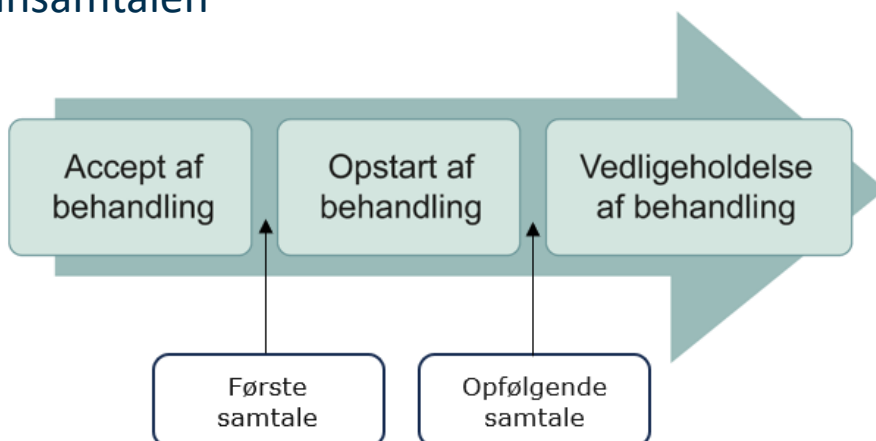 Accept af
behandling
Opstart af
behandling
Vedligeholdelse
af behandling
Første
samtale
Opfølgende
samtale